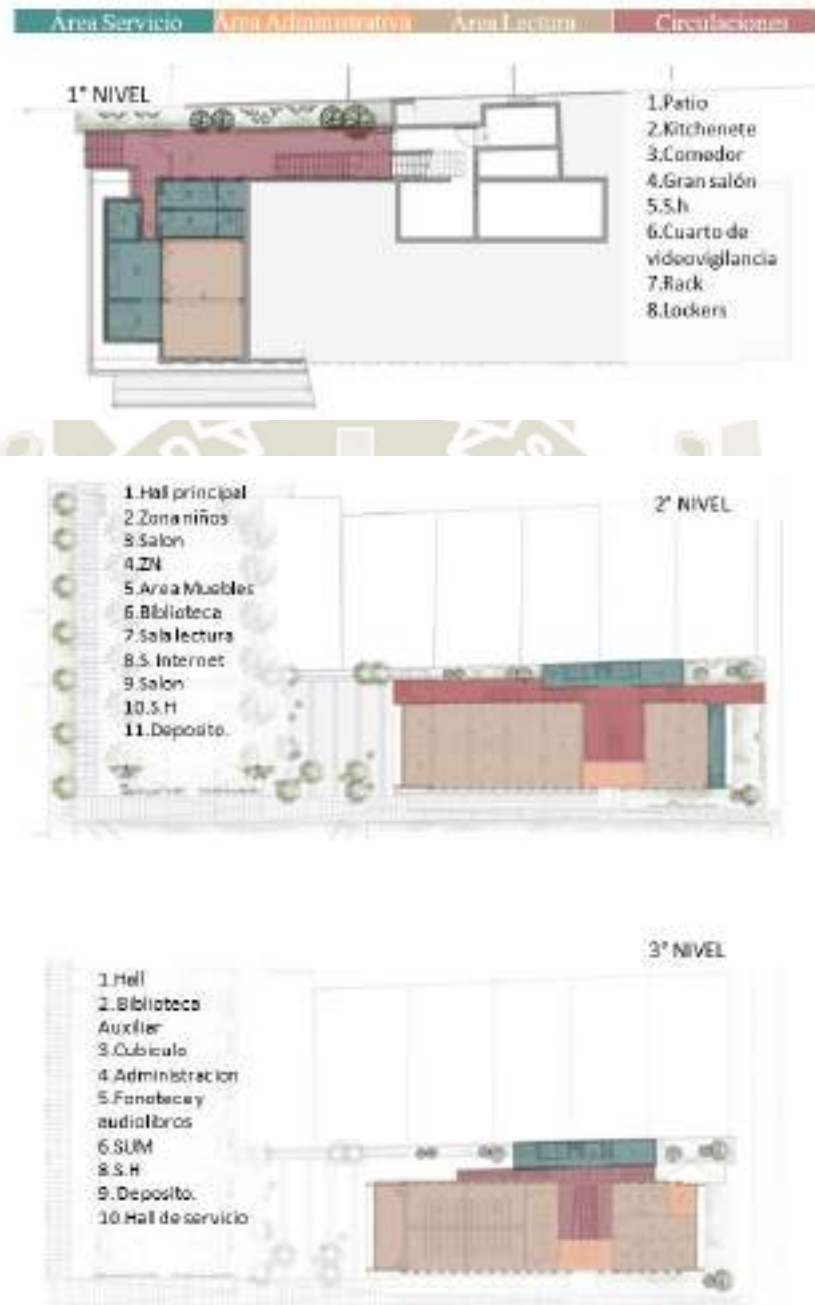 Área Servicio Área Administrativa Área Lectura Circulaciones
1° NIVEL
1.Patio
2.Kitchenete
3.Comedor
4.Gran salón
5.S.h
6.Cuarto de
videovigilancia
7.Rack
8.Lockers
2° NIVEL
1.Hall principal
2.Zona niños
3.Salon
4.ZN
5.Area Muebles
6.Biblioteca
7.Sala lectura
8.S. Internet
9.Salon
10.S.H
11.Deposito.
3° NIVEL
1.Hall
2.Biblioteca
Auxiliar
3.Cubiculo
4.Administracion
5.Fonoteca y
audiolibros
6.SUM
8.S.H
9.Deposito.
10.Hall de servicio